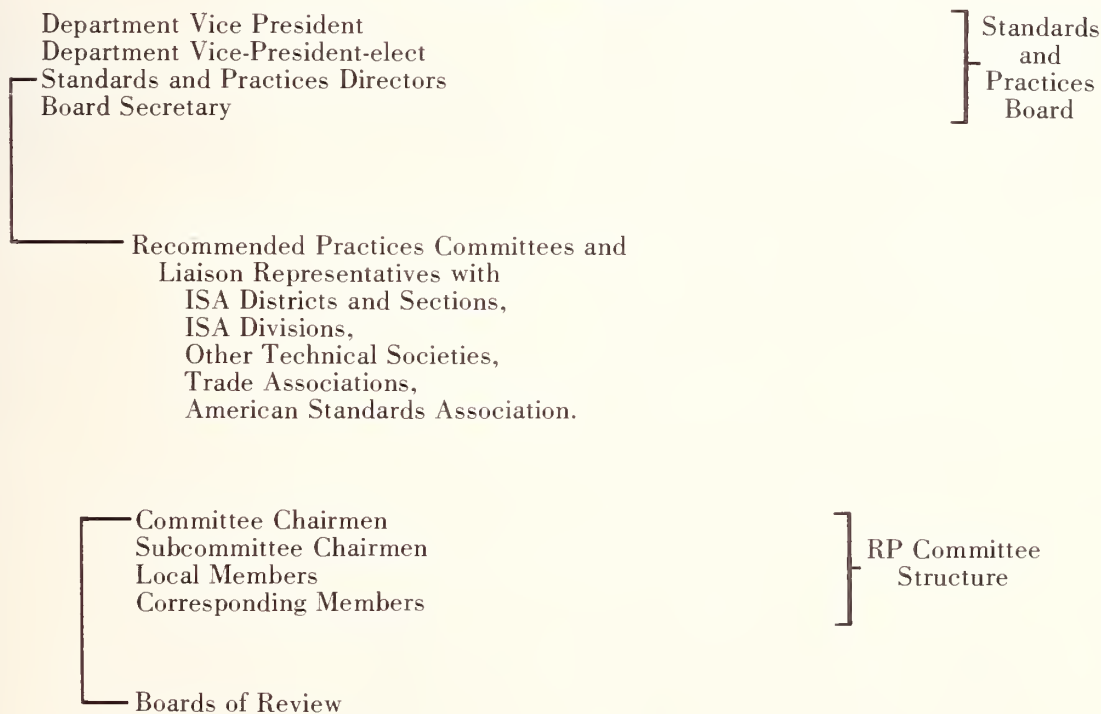 Department Vice President
Department Vice-President-elect
Standards and Practices Directors
Board Secretary
Standards
and
Practices
Board
Recommended Practices Committees and
Liaison Representatives with
ISA Districts and Sections,
ISA Divisions,
Other Technical Societies,
Trade Associations,
American Standards Association.
Committee Chairmen
Subcommittee Chairmen
Local Members
Corresponding Members
RP Committee
Structure
Boards of Review